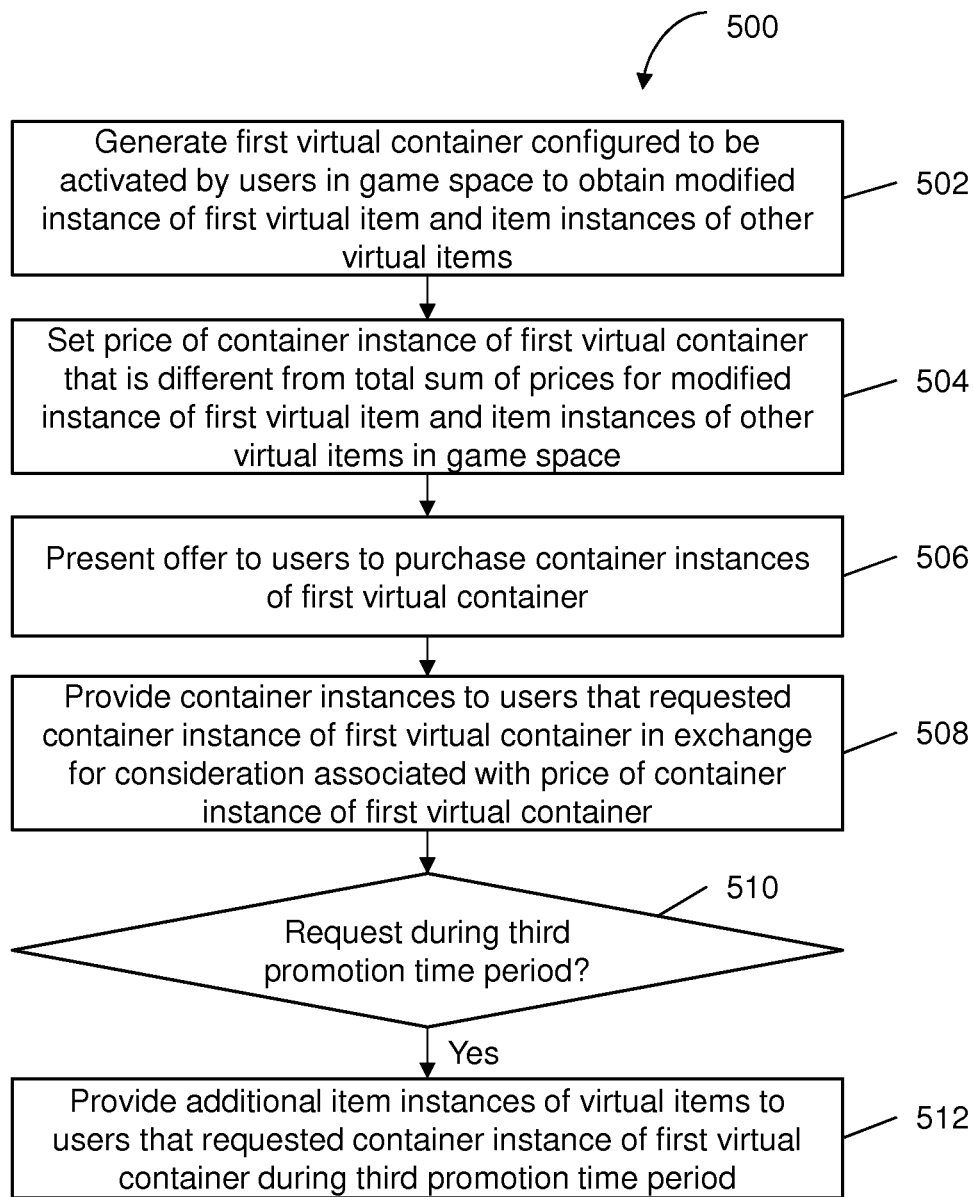 500
Generate first virtual container configured to be
activated by users in game space to obtain modified
instance of first virtual item and item instances of other
virtual items
502
Set price of container instance of first virtual container
that is different from total sum of prices for modified
instance of first virtual item and item instances of other
virtual items in game space
504
Present offer to users to purchase container instances
of first virtual container
506
Provide container instances to users that requested
container instance of first virtual container in exchange
for consideration associated with price of container
instance of first virtual container
508
510
Request during third
promotion time period?
Yes
Provide additional item instances of virtual items to
users that requested container instance of first virtual
container during third promotion time period
512